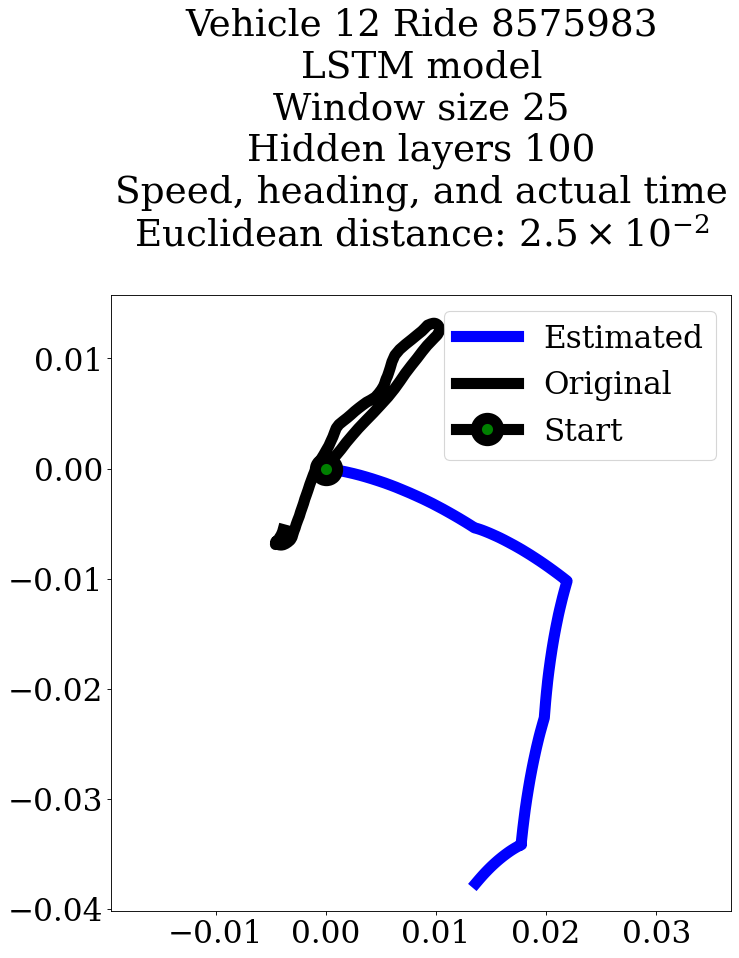 Vehicle 12 Ride 8575983
LSTM model
Window size 25
Hidden layers 100
Speed, heading, and actual time
Euclidean distance: 2.5 × 10⁻²
Estimated
Original
Start
0.01
0.00
−0.01
−0.02
−0.03
−0.04
−0.01 0.00 0.01 0.02 0.03